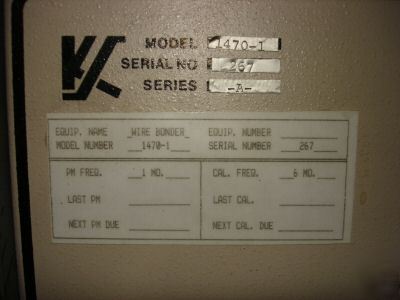 K&S
MODEL 1470-1
SERIAL NO 267
SERIES -A-
EQUIP. NAME WIRE BONDER EQUIP. NUMBER
MODEL NUMBER 1470-1 SERIAL NUMBER 267
PM FREQ. 1 MO. CAL. FREQ. 6 MO.
LAST PM LAST CAL.
NEXT PM DUE NEXT CAL. DUE